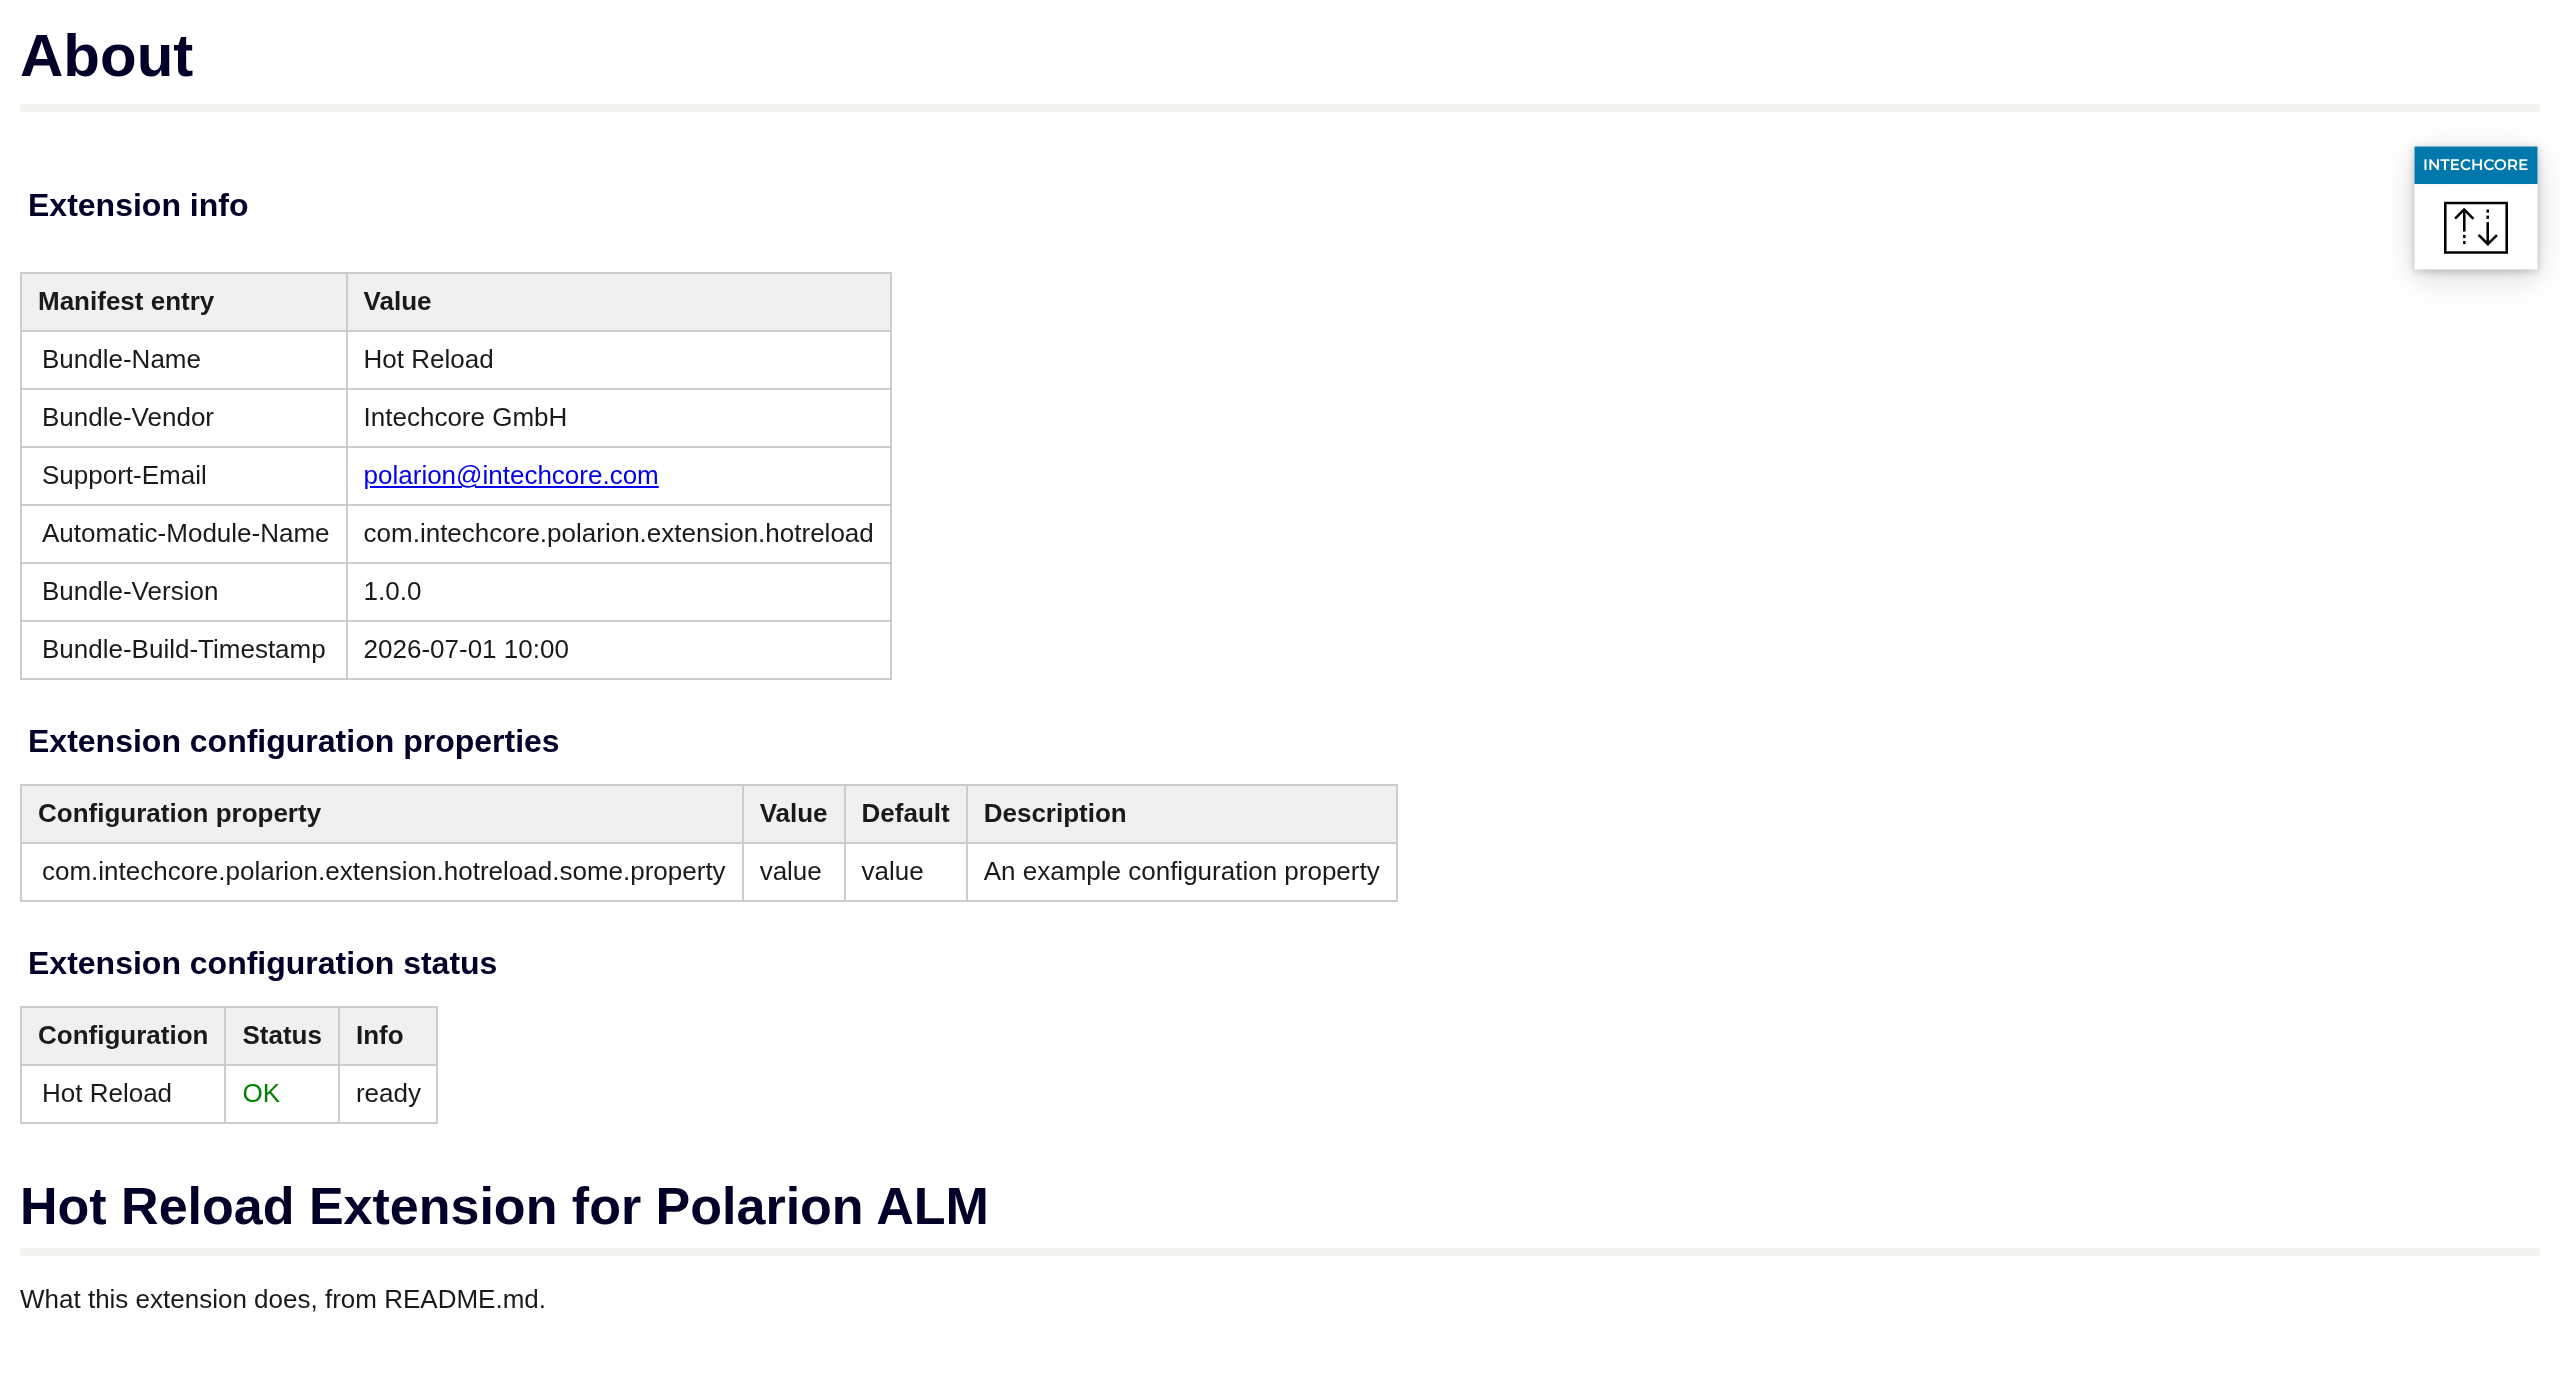 About
INTECHCORE
Extension info
Manifest entry Value
Bundle-Name Hot Reload
Bundle-Vendor Intechcore GmbH
Support-Email polarion@intechcore.com
Automatic-Module-Name com.intechcore.polarion.extension.hotreload
Bundle-Version 1.0.0
Bundle-Build-Timestamp 2026-07-01 10:00
Extension configuration properties
Configuration property Value Default Description
com.intechcore.polarion.extension.hotreload.some.property value value An example configuration property
Extension configuration status
Configuration Status Info
Hot Reload OK ready
Hot Reload Extension for Polarion ALM
What this extension does, from README.md.